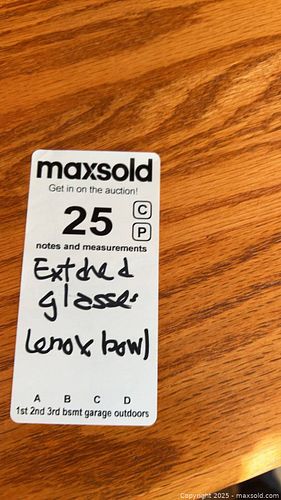 maxsold
Get in on the auction!
25 C
P
notes and measurements
Extched
glasses
Lenox bowl
A B C D
1st 2nd 3rd bsmt garage outdoors
Copyright 2025 - maxsold.com